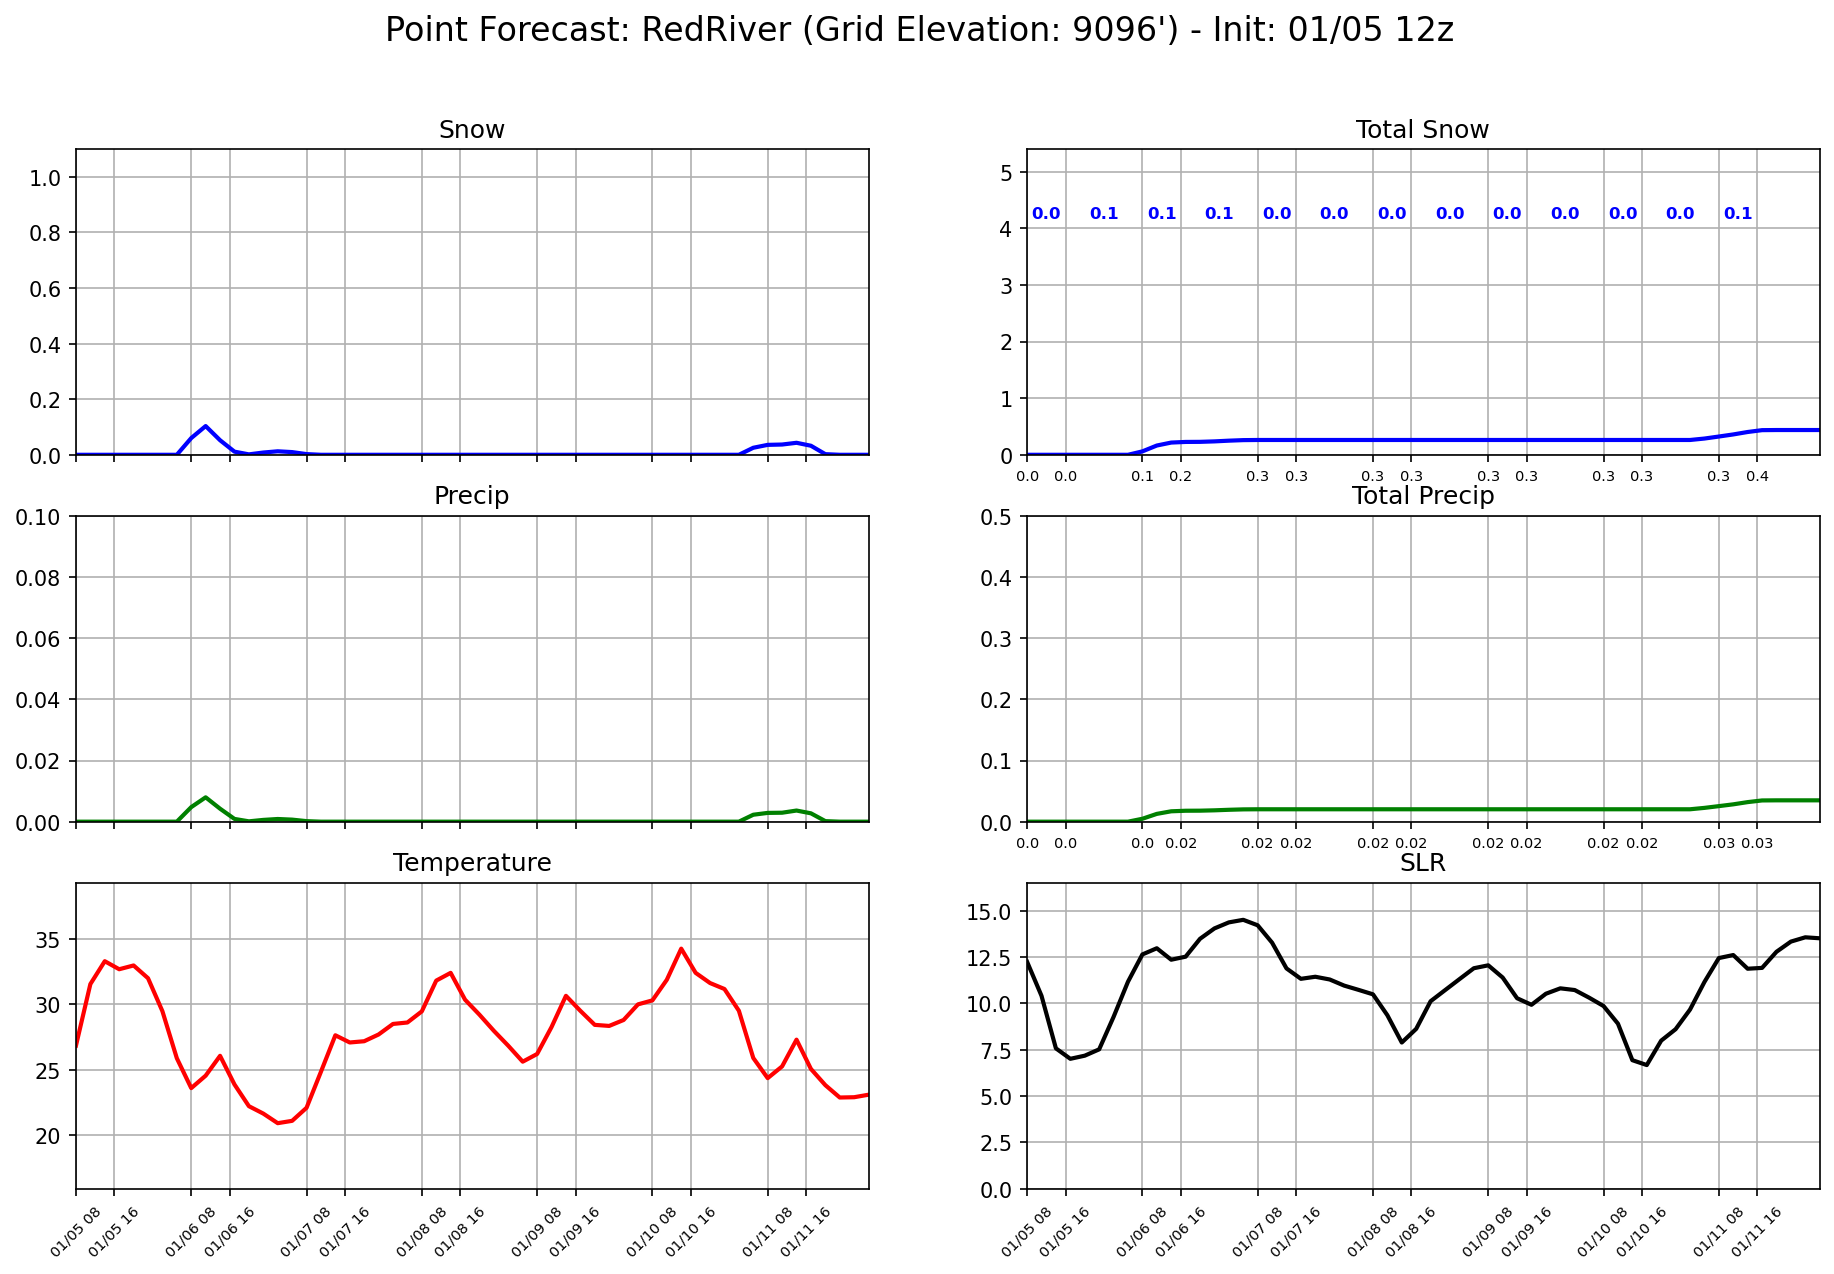 Point Forecast: RedRiver (Grid Elevation: 9096') - Init: 01/05 12z
Snow
1.0
0.8
0.6
0.4
0.2
0.0
Total Snow
5
4
3
2
1
0
0.0 0.1 0.1 0.1 0.0 0.0 0.0 0.0 0.0 0.0 0.0 0.0 0.1
0.0 0.0 0.1 0.2 0.3 0.3 0.3 0.3 0.3 0.3 0.3 0.3 0.3 0.4
Precip
0.10
0.08
0.06
0.04
0.02
0.00
Total Precip
0.5
0.4
0.3
0.2
0.1
0.0
0.0 0.0 0.0 0.02 0.02 0.02 0.02 0.02 0.02 0.02 0.02 0.02 0.03 0.03
Temperature
35
30
25
20
01/05 08 01/05 16 01/06 08 01/06 16 01/07 08 01/07 16 01/08 08 01/08 16 01/09 08 01/09 16 01/10 08 01/10 16 01/11 08 01/11 16
SLR
15.0
12.5
10.0
7.5
5.0
2.5
0.0
01/05 08 01/05 16 01/06 08 01/06 16 01/07 08 01/07 16 01/08 08 01/08 16 01/09 08 01/09 16 01/10 08 01/10 16 01/11 08 01/11 16